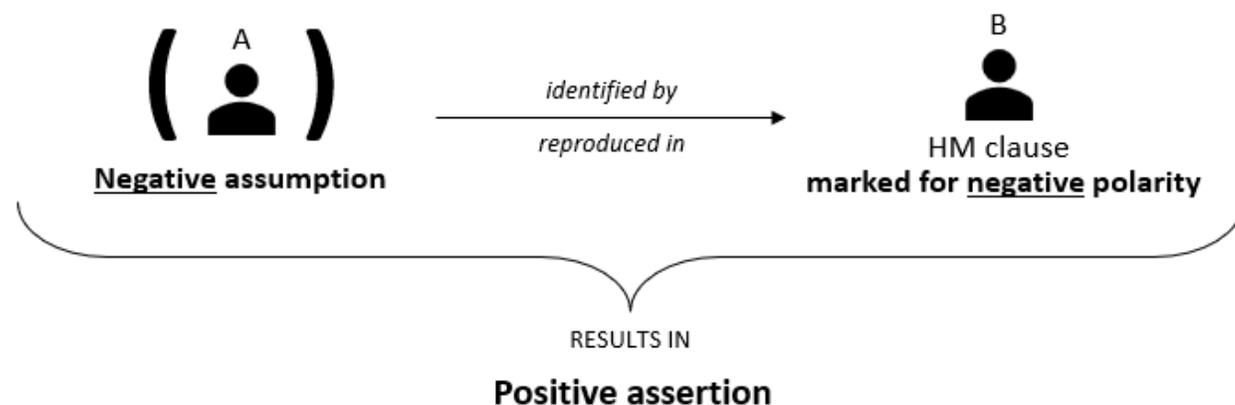 A
B
identified by
reproduced in
HM clause
Negative assumption
marked for negative polarity
RESULTS IN
Positive assertion